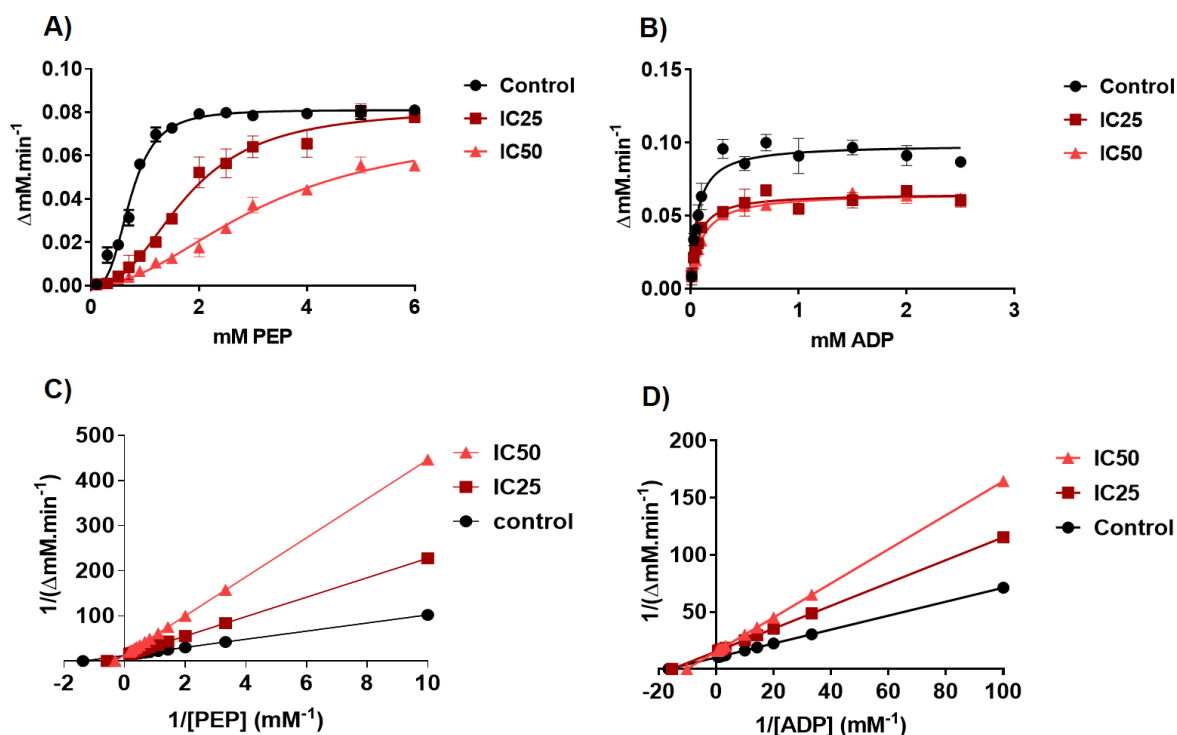 A)
ΔmM.min⁻¹
0.10
0.08
0.06
0.04
0.02
0.00
0
2
4
6
mM PEP
Control
IC25
IC50
B)
ΔmM.min⁻¹
0.15
0.10
0.05
0.00
0
1
2
3
mM ADP
Control
IC25
IC50
C)
1/(ΔmM.min⁻¹)
500
400
300
200
100
-2
0
2
4
6
8
10
1/[PEP] (mM⁻¹)
IC50
IC25
control
D)
1/(ΔmM.min⁻¹)
200
150
100
50
-20
0
20
40
60
80
100
1/[ADP] (mM⁻¹)
IC50
IC25
Control